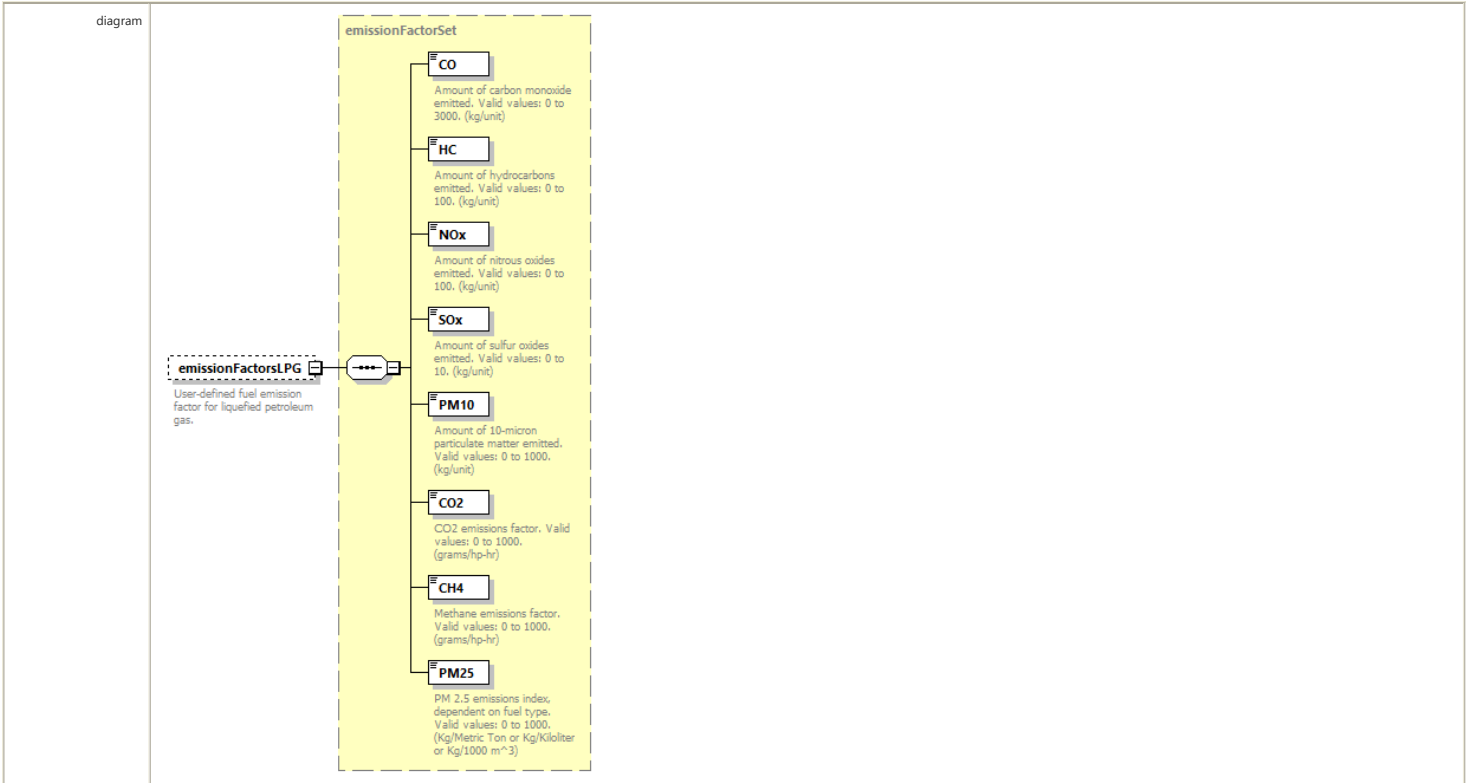 diagram
emissionFactorSet
CO
Amount of carbon monoxide
emitted. Valid values: 0 to
3000. (kg/unit)
HC
Amount of hydrocarbons
emitted. Valid values: 0 to
100. (kg/unit)
NOx
Amount of nitrous oxides
emitted. Valid values: 0 to
100. (kg/unit)
SOx
Amount of sulfur oxides
emitted. Valid values: 0 to
10. (kg/unit)
emissionFactorsLPG
User-defined fuel emission
factor for liquefied petroleum
gas.
PM10
Amount of 10-micron
particulate matter emitted.
Valid values: 0 to 1000.
(kg/unit)
CO2
CO2 emissions factor. Valid
values: 0 to 1000.
(grams/hp-hr)
CH4
Methane emissions factor.
Valid values: 0 to 1000.
(grams/hp-hr)
PM25
PM 2.5 emissions index,
dependent on fuel type.
Valid values: 0 to 1000.
(Kg/Metric Ton or Kg/Kiloliter
or Kg/1000 m^3)